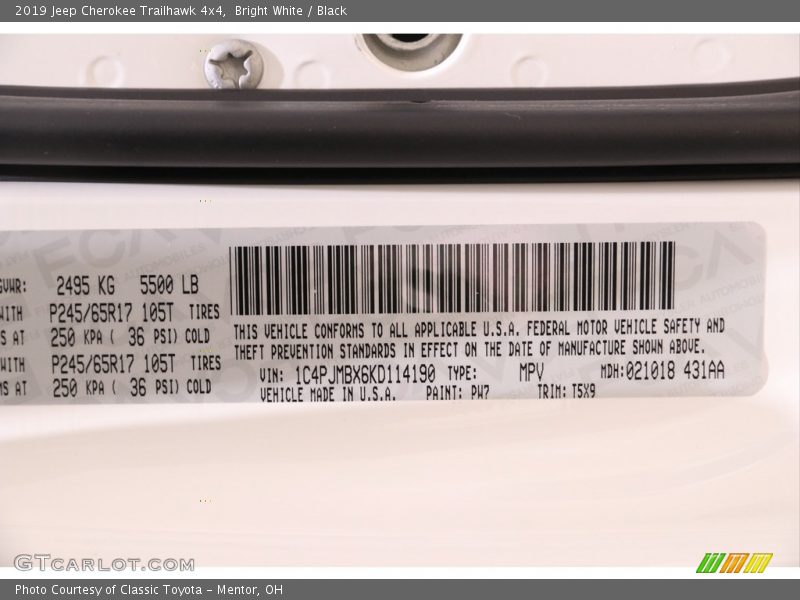 2019 Jeep Cherokee Trailhawk 4x4, Bright White / Black
GVWR: 2495 KG 5500 LB
WITH P245/65R17 105T TIRES
S AT 250 KPA ( 36 PSI) COLD
WITH P245/65R17 105T TIRES
MS AT 250 KPA ( 36 PSI) COLD
THIS VEHICLE CONFORMS TO ALL APPLICABLE U.S.A. FEDERAL MOTOR VEHICLE SAFETY AND
THEFT PREVENTION STANDARDS IN EFFECT ON THE DATE OF MANUFACTURE SHOWN ABOVE.
VIN: 1C4PJMBX6KD114190 TYPE: MPV MDH:021018 431AA
VEHICLE MADE IN U.S.A. PAINT: PW7 TRIM: T5X9
GTCARLOT.COM
Photo Courtesy of Classic Toyota - Mentor, OH